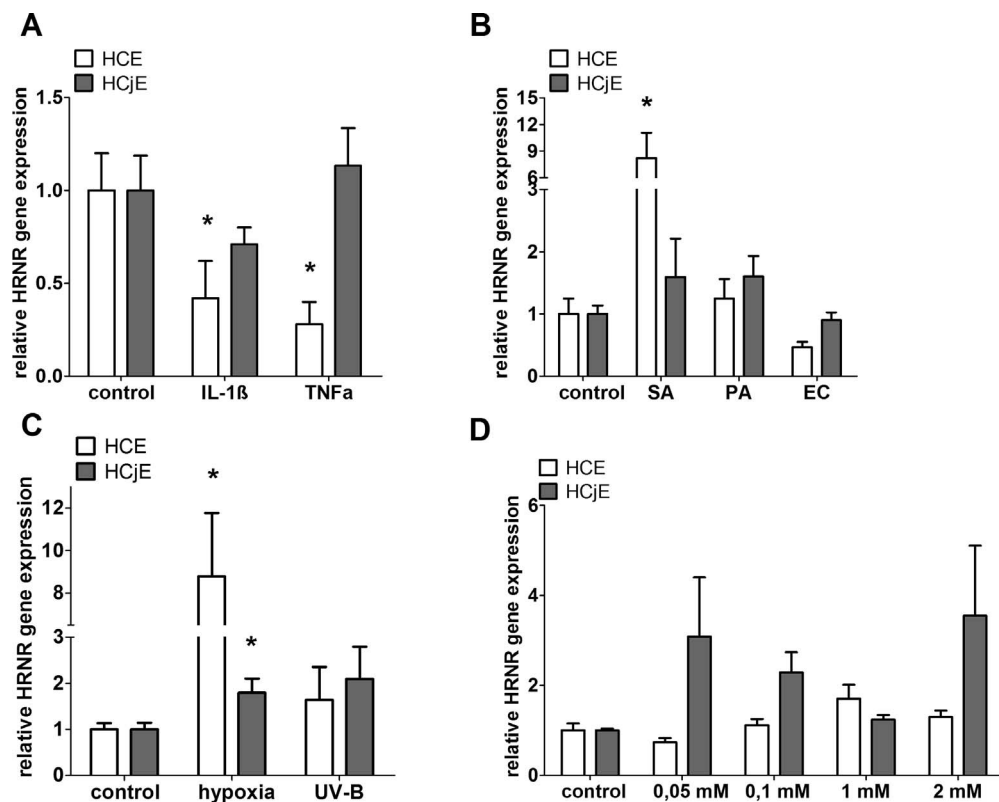 A
HCE
HCjE
relative HRNR gene expression
1.5
1.0
0.5
0.0
*
*
control IL-1ß TNFa
B
HCE
HCjE
relative HRNR gene expression
15
12
9
6
3
2
1
0
*
control SA PA EC
C
HCE
HCjE
relative HRNR gene expression
12
10
8
3
2
1
0
*
*
control hypoxia UV-B
D
HCE
HCjE
relative HRNR gene expression
6
4
2
0
control 0,05 mM 0,1 mM 1 mM 2 mM